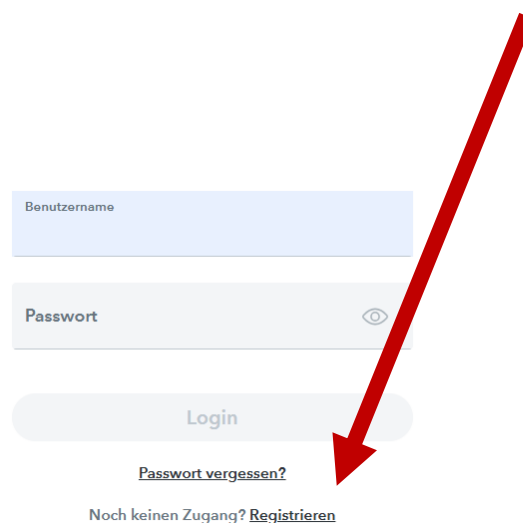 Benutzername
Passwort
Login
Passwort vergessen?
Noch keinen Zugang? Registrieren